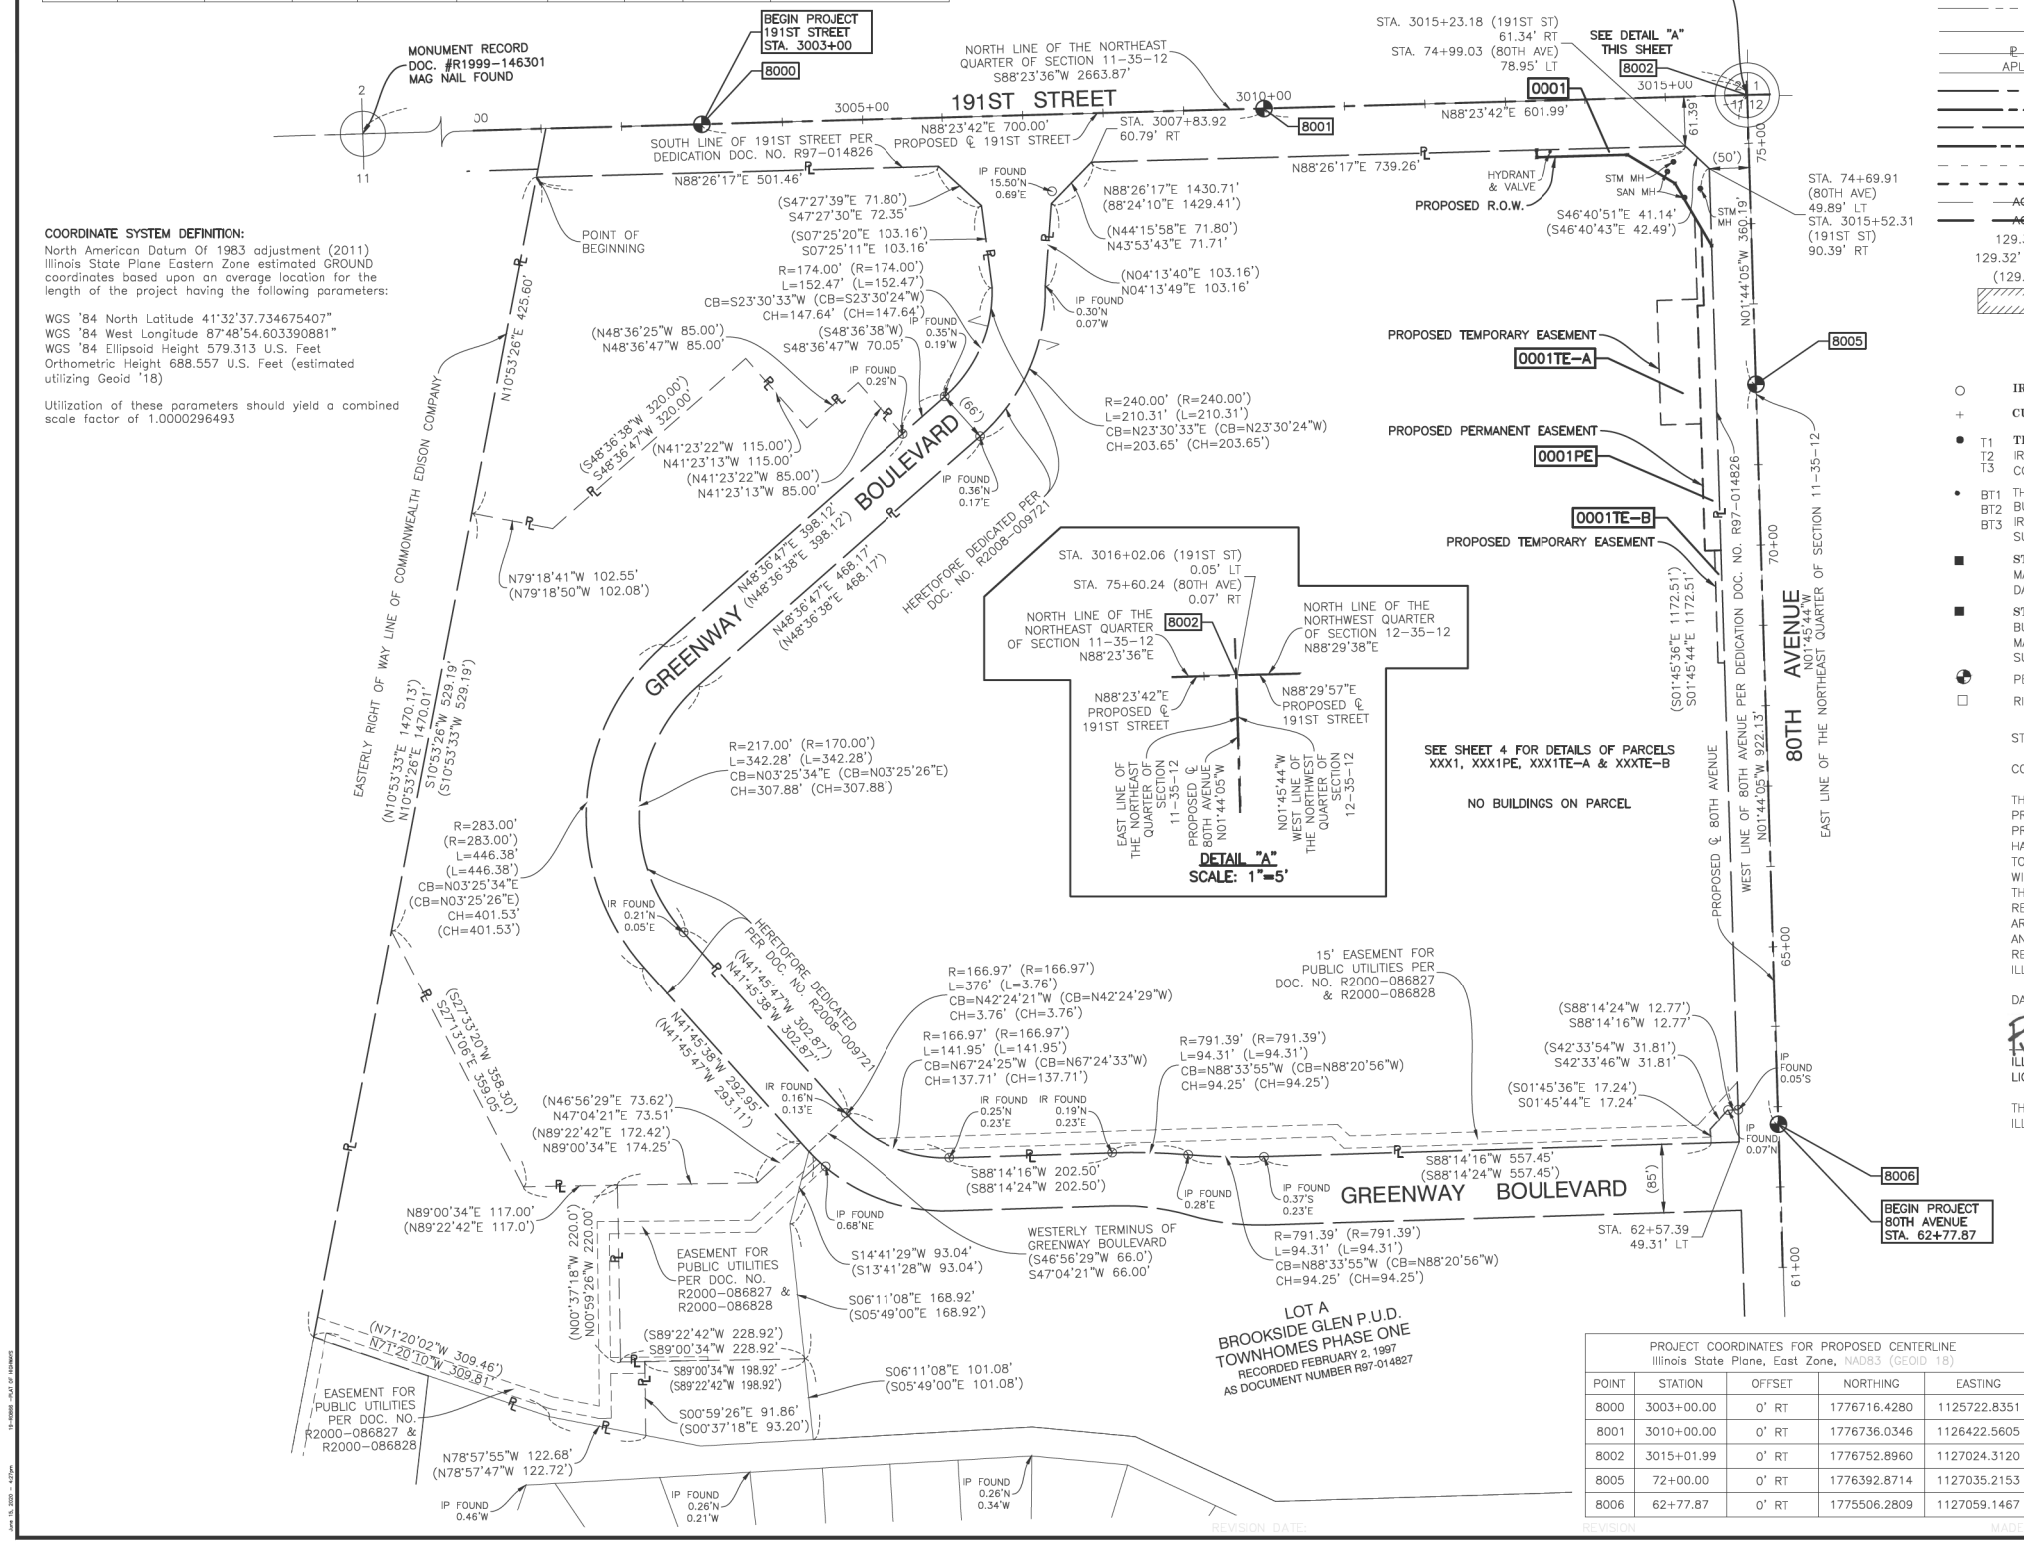 BEGIN PROJECT
191ST STREET
STA. 3003+00
8000
MONUMENT RECORD
DOC. #R1999-146301
MAG NAIL FOUND
2
11
00
NORTH LINE OF THE NORTHEAST
QUARTER OF SECTION 11-35-12
S88°23'36"W 2663.87'
191ST STREET
3005+00
3010+00
8001
3015+00
N88°23'42"E 700.00'
PROPOSED ℄ 191ST STREET
SOUTH LINE OF 191ST STREET PER
DEDICATION DOC. NO. R97-014826
N88°26'17"E 501.46'
STA. 3007+83.92
60.79' RT
N88°23'42"E 601.99'
N88°26'17"E 739.26'
STA. 3015+23.18 (191ST ST)
61.34' RT
STA. 74+99.03 (80TH AVE)
78.95' LT
SEE DETAIL "A"
THIS SHEET
8002
0001
2 1
11 12
61.39'
(50')
75+00
HYDRANT
& VALVE
PROPOSED R.O.W.
STM MH
SAN MH
STM
MH
S46°40'51"E 41.14'
(S46°40'43"E 42.49')
STA. 74+69.91
(80TH AVE)
49.89' LT
STA. 3015+52.31
(191ST ST)
90.39' RT
N01°44'05"W 360.19'
POINT OF
BEGINNING
(S47°27'39"E 71.80')
S47°27'30"E 72.35'
(S07°25'20"E 103.16')
S07°25'11"E 103.16'
R=174.00' (R=174.00')
L=152.47' (L=152.47')
CB=S23°30'33"W (CB=S23°30'24"W)
CH=147.64' (CH=147.64')
IP FOUND
15.50'N
0.69'E
N88°26'17"E 1430.71'
(88°24'10"E 1429.41')
(N44°15'58"E 71.80')
N43°53'43"E 71.71'
(N04°13'40"E 103.16')
N04°13'49"E 103.16'
IP FOUND
0.30'N
0.07'W
(N48°36'25"W 85.00')
N48°36'47"W 85.00'
(S48°36'38"W)
S48°36'47"W 70.05'
IP FOUND
0.35'N
0.19'W
IP FOUND
0.29'N
(66')
R=240.00' (R=240.00')
L=210.31' (L=210.31')
CB=N23°30'33"E (CB=N23°30'24"W)
CH=203.65' (CH=203.65')
COORDINATE SYSTEM DEFINITION:
North American Datum Of 1983 adjustment (2011)
Illinois State Plane Eastern Zone estimated GROUND
coordinates based upon an average location for the
length of the project having the following parameters:
WGS '84 North Latitude 41°32'37.734675407"
WGS '84 West Longitude 87°48'54.603390881"
WGS '84 Ellipsoid Height 579.313 U.S. Feet
Orthometric Height 688.557 U.S. Feet (estimated
utilizing Geoid '18)
Utilization of these parameters should yield a combined
scale factor of 1.0000296493
N10°53'26"E 425.60'
EASTERLY RIGHT OF WAY LINE OF COMMONWEALTH EDISON COMPANY
(S48°36'38"W 320.00')
S48°36'47"W 320.00'
(N41°23'22"W 115.00')
N41°23'13"W 115.00'
(N41°23'22"W 85.00')
N41°23'13"W 85.00'
IP FOUND
0.36'N
0.17'E
N79°18'41"W 102.55'
(N79°18'50"W 102.08')
GREENWAY BOULEVARD
N48°36'47"E 398.12'
(N48°36'38"E 398.12')
N48°36'47"E 468.17'
(N48°36'38"E 468.17')
HERETOFORE DEDICATED PER
DOC. NO. R2008-009721
PROPOSED TEMPORARY EASEMENT
0001TE-A
8005
PROPOSED PERMANENT EASEMENT
0001PE
0001TE-B
PROPOSED TEMPORARY EASEMENT
(S01°45'36"E 1172.51')
S01°45'44"E 1172.51'
WEST LINE OF 80TH AVENUE PER DEDICATION DOC. NO. R97-014826
PROPOSED ℄ 80TH AVENUE
70+00
80TH AVENUE
N01°45'44"W
N01°44'05"W 922.13'
EAST LINE OF THE NORTHEAST QUARTER OF SECTION 11-35-12
65+00
STA. 3016+02.06 (191ST ST)
0.05' LT
STA. 75+60.24 (80TH AVE)
0.07' RT
8002
NORTH LINE OF THE
NORTHEAST QUARTER
OF SECTION 11-35-12
N88°23'36"E
NORTH LINE OF THE
NORTHWEST QUARTER
OF SECTION 12-35-12
N88°29'38"E
N88°23'42"E
PROPOSED ℄
191ST STREET
N88°29'57"E
PROPOSED ℄
191ST STREET
EAST LINE OF
THE NORTHEAST
QUARTER OF
SECTION
11-35-12
PROPOSED ℄
80TH AVENUE
N01°44'05"W
N01°45'44"W
WEST LINE OF
THE NORTHWEST
QUARTER OF
SECTION
12-35-12
DETAIL "A"
SCALE: 1"=5'
SEE SHEET 4 FOR DETAILS OF PARCELS
XXX1, XXX1PE, XXX1TE-A & XXXTE-B
NO BUILDINGS ON PARCEL
(N10°53'33"E 1470.13')
N10°53'26"E 1470.01'
S10°53'26"W 529.19'
(S10°53'33"W 529.19')
R=217.00' (R=170.00')
L=342.28' (L=342.28')
CB=N03°25'34"E (CB=N03°25'26"E)
CH=307.88' (CH=307.88')
R=283.00'
(R=283.00')
L=446.38'
(L=446.38')
CB=N03°25'34"E
(CB=N03°25'26"E)
CH=401.53'
(CH=401.53')
IR FOUND
0.21'N
0.05'E
HERETOFORE DEDICATED
PER DOC. NO. R2008-009721
(N41°45'47"W 302.87')
N41°45'38"W 302.87'
N41°45'38"W 292.95'
(N41°45'47"W 293.11')
(S27°33'20"W 358.30')
S27°13'06"E 359.05'
R=166.97' (R=166.97')
L=376' (L=3.76')
CB=N42°24'21"W (CB=N42°24'29"W)
CH=3.76' (CH=3.76')
R=166.97' (R=166.97')
L=141.95' (L=141.95')
CB=N67°24'25"W (CB=N67°24'33"W)
CH=137.71' (CH=137.71')
R=791.39' (R=791.39')
L=94.31' (L=94.31')
CB=N88°33'55"W (CB=N88°20'56"W)
CH=94.25' (CH=94.25')
15' EASEMENT FOR
PUBLIC UTILITIES PER
DOC. NO. R2000-086827
& R2000-086828
(S88°14'24"W 12.77')
S88°14'16"W 12.77'
(S42°33'54"W 31.81')
S42°33'46"W 31.81'
(S01°45'36"E 17.24')
S01°45'44"E 17.24'
IP
FOUND
0.05'S
IP
FOUND
0.07'N
(N46°56'29"E 73.62')
N47°04'21"E 73.51'
(N89°22'42"E 172.42')
N89°00'34"E 174.25'
IR FOUND
0.16'N
0.13'E
IR FOUND
0.25'N
0.23'E
IR FOUND
0.19'N
0.23'E
S88°14'16"W 202.50'
(S88°14'24"W 202.50')
IP FOUND
0.28'E
IP FOUND
0.37'S
0.23'E
S88°14'16"W 557.45'
(S88°14'24"W 557.45')
GREENWAY BOULEVARD
(85')
8006
BEGIN PROJECT
80TH AVENUE
STA. 62+77.87
STA. 62+57.39
49.31' LT
61+00
N89°00'34"E 117.00'
(N89°22'42"E 117.0')
IP FOUND
0.68'NE
(N00°37'18"W 220.0')
N00°59'26"W 220.00'
EASEMENT FOR
PUBLIC UTILITIES
PER DOC. NO.
R2000-086827 &
R2000-086828
S14°41'29"W 93.04'
(S13°41'28"W 93.04')
WESTERLY TERMINUS OF
GREENWAY BOULEVARD
(S46°56'29"W 66.0')
S47°04'21"W 66.00'
R=791.39' (R=791.39')
L=94.31' (L=94.31')
CB=N88°33'55"W (CB=N88°20'56"W)
CH=94.25' (CH=94.25')
S06°11'08"E 168.92'
(S05°49'00"E 168.92')
(S89°22'42"W 228.92')
S89°00'34"W 228.92'
S89°00'34"W 198.92'
(S89°22'42"W 198.92')
S06°11'08"E 101.08'
(S05°49'00"E 101.08')
S00°59'26"E 91.86'
(S00°37'18"E 93.20')
LOT A
BROOKSIDE GLEN P.U.D.
TOWNHOMES PHASE ONE
RECORDED FEBRUARY 2, 1997
AS DOCUMENT NUMBER R97-014827
(N71°20'02"W 309.46')
N71°20'10"W 309.81'
EASEMENT FOR
PUBLIC UTILITIES
PER DOC. NO.
R2000-086827 &
R2000-086828
N78°57'55"W 122.68'
(N78°57'47"W 122.72')
IP FOUND
0.46'W
IP FOUND
0.26'N
0.21'W
IP FOUND
0.26'N
0.34'W
PROJECT COORDINATES FOR PROPOSED CENTERLINE
Illinois State Plane, East Zone, NAD83 (GEOID 18)
POINT STATION OFFSET NORTHING EASTING
8000 3003+00.00 0' RT 1776716.4280 1125722.8351
8001 3010+00.00 0' RT 1776736.0346 1126422.5605
8002 3015+01.99 0' RT 1776752.8960 1127024.3120
8005 72+00.00 0' RT 1776392.8714 1127035.2153
8006 62+77.87 0' RT 1775506.2809 1127059.1467
REVISION DATE:
REVISION
MADE
129.32'
(129.
T1
T2
T3
BT1
BT2
BT3